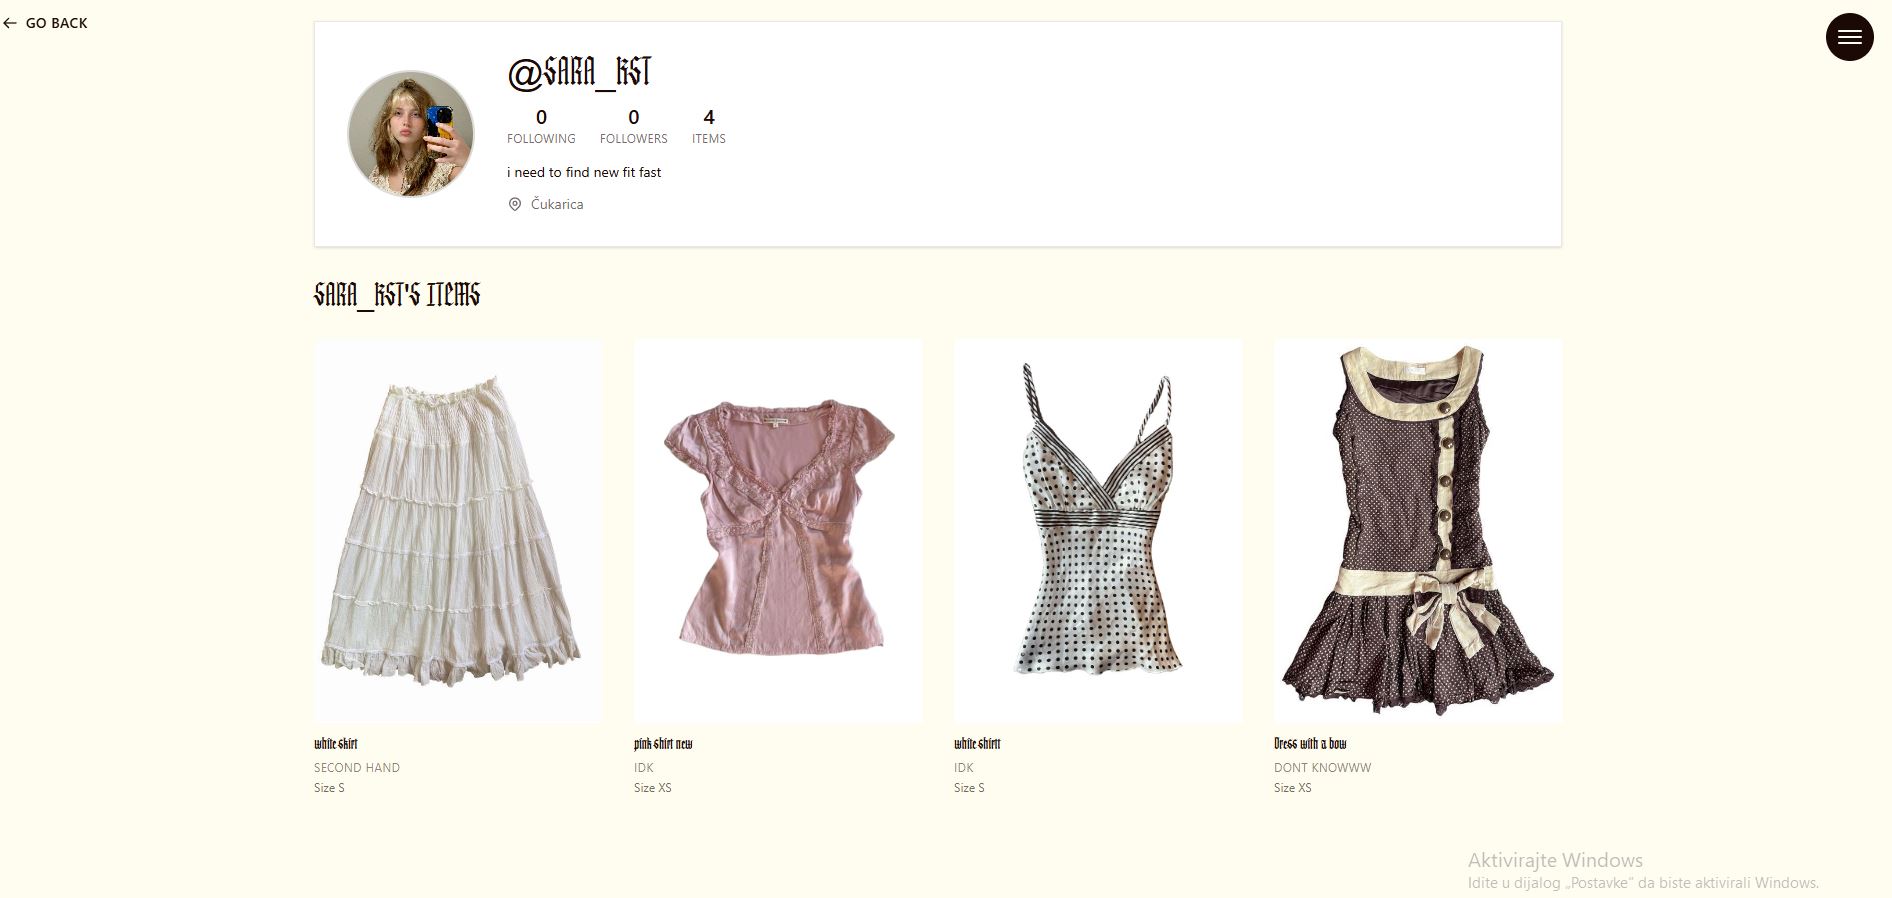 GO BACK
@SARA_KST
0 0 4
FOLLOWING FOLLOWERS ITEMS
i need to find new fit fast
Čukarica
SARA_KST'S ITEMS
white skirt
SECOND HAND
Size S
pink shirt new
IDK
Size XS
white shirtt
IDK
Size S
Dress with a bow
DONT KNOWWW
Size XS
Aktivirajte Windows
Idite u dijalog „Postavke“ da biste aktivirali Windows.